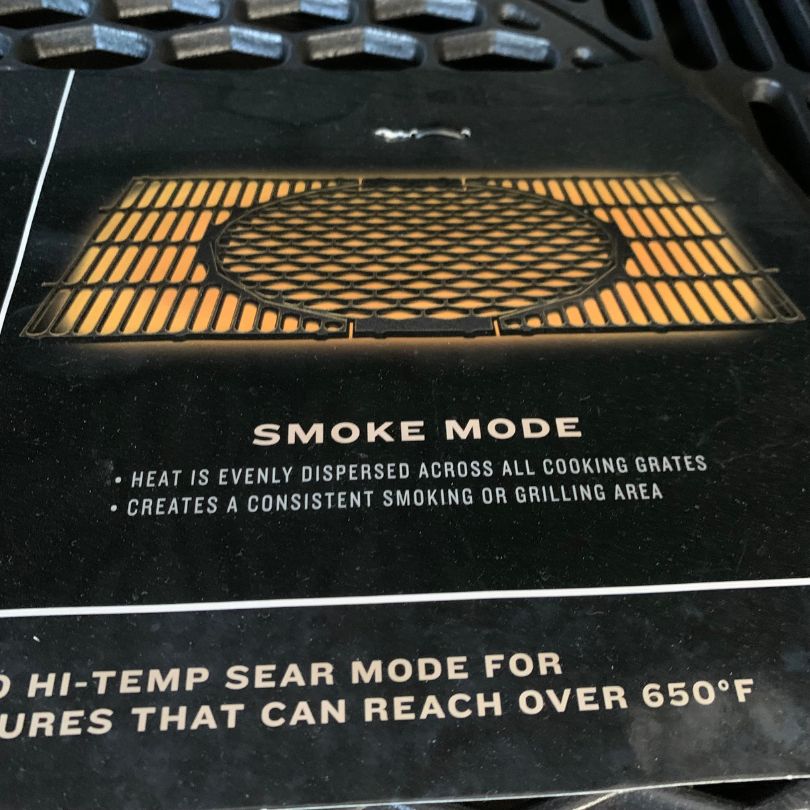 SMOKE MODE
• HEAT IS EVENLY DISPERSED ACROSS ALL COOKING GRATES
• CREATES A CONSISTENT SMOKING OR GRILLING AREA
HI-TEMP SEAR MODE FOR
THAT CAN REACH OVER 650°F